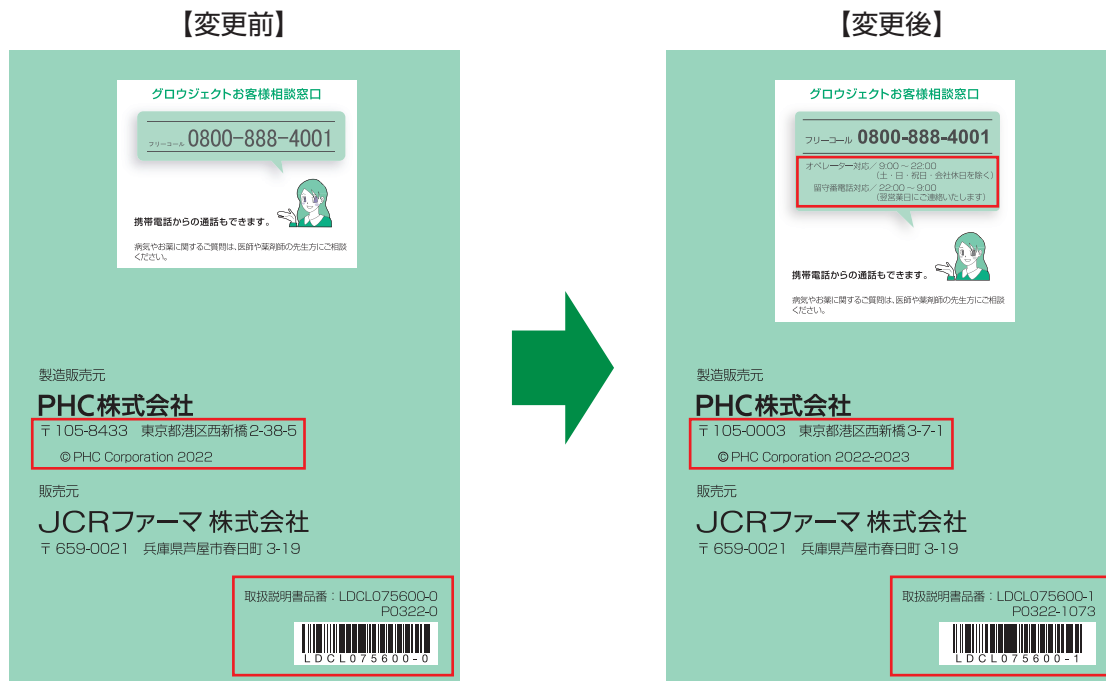 【変更前】
グロウジェクトお客様相談窓口
フリーコール 0800-888-4001
携帯電話からの通話もできます。
病気やお薬に関するご質問は、医師や薬剤師の先生方にご相談
ください。
製造販売元
PHC株式会社
〒105-8433　東京都港区西新橋2-38-5
© PHC Corporation 2022
販売元
JCRファーマ 株式会社
〒659-0021　兵庫県芦屋市春日町 3-19
取扱説明書品番：LDCL075600-0
P0322-0
LDCL075600-0
【変更後】
グロウジェクトお客様相談窓口
フリーコール 0800-888-4001
オペレーター対応／9:00～22:00
（土・日・祝日・会社休日を除く）
留守番電話対応／22:00～9:00
（翌営業日にご連絡いたします）
携帯電話からの通話もできます。
病気やお薬に関するご質問は、医師や薬剤師の先生方にご相談
ください。
製造販売元
PHC株式会社
〒105-0003　東京都港区西新橋3-7-1
© PHC Corporation 2022-2023
販売元
JCRファーマ 株式会社
〒659-0021　兵庫県芦屋市春日町 3-19
取扱説明書品番：LDCL075600-1
P0322-1073
LDCL075600-1